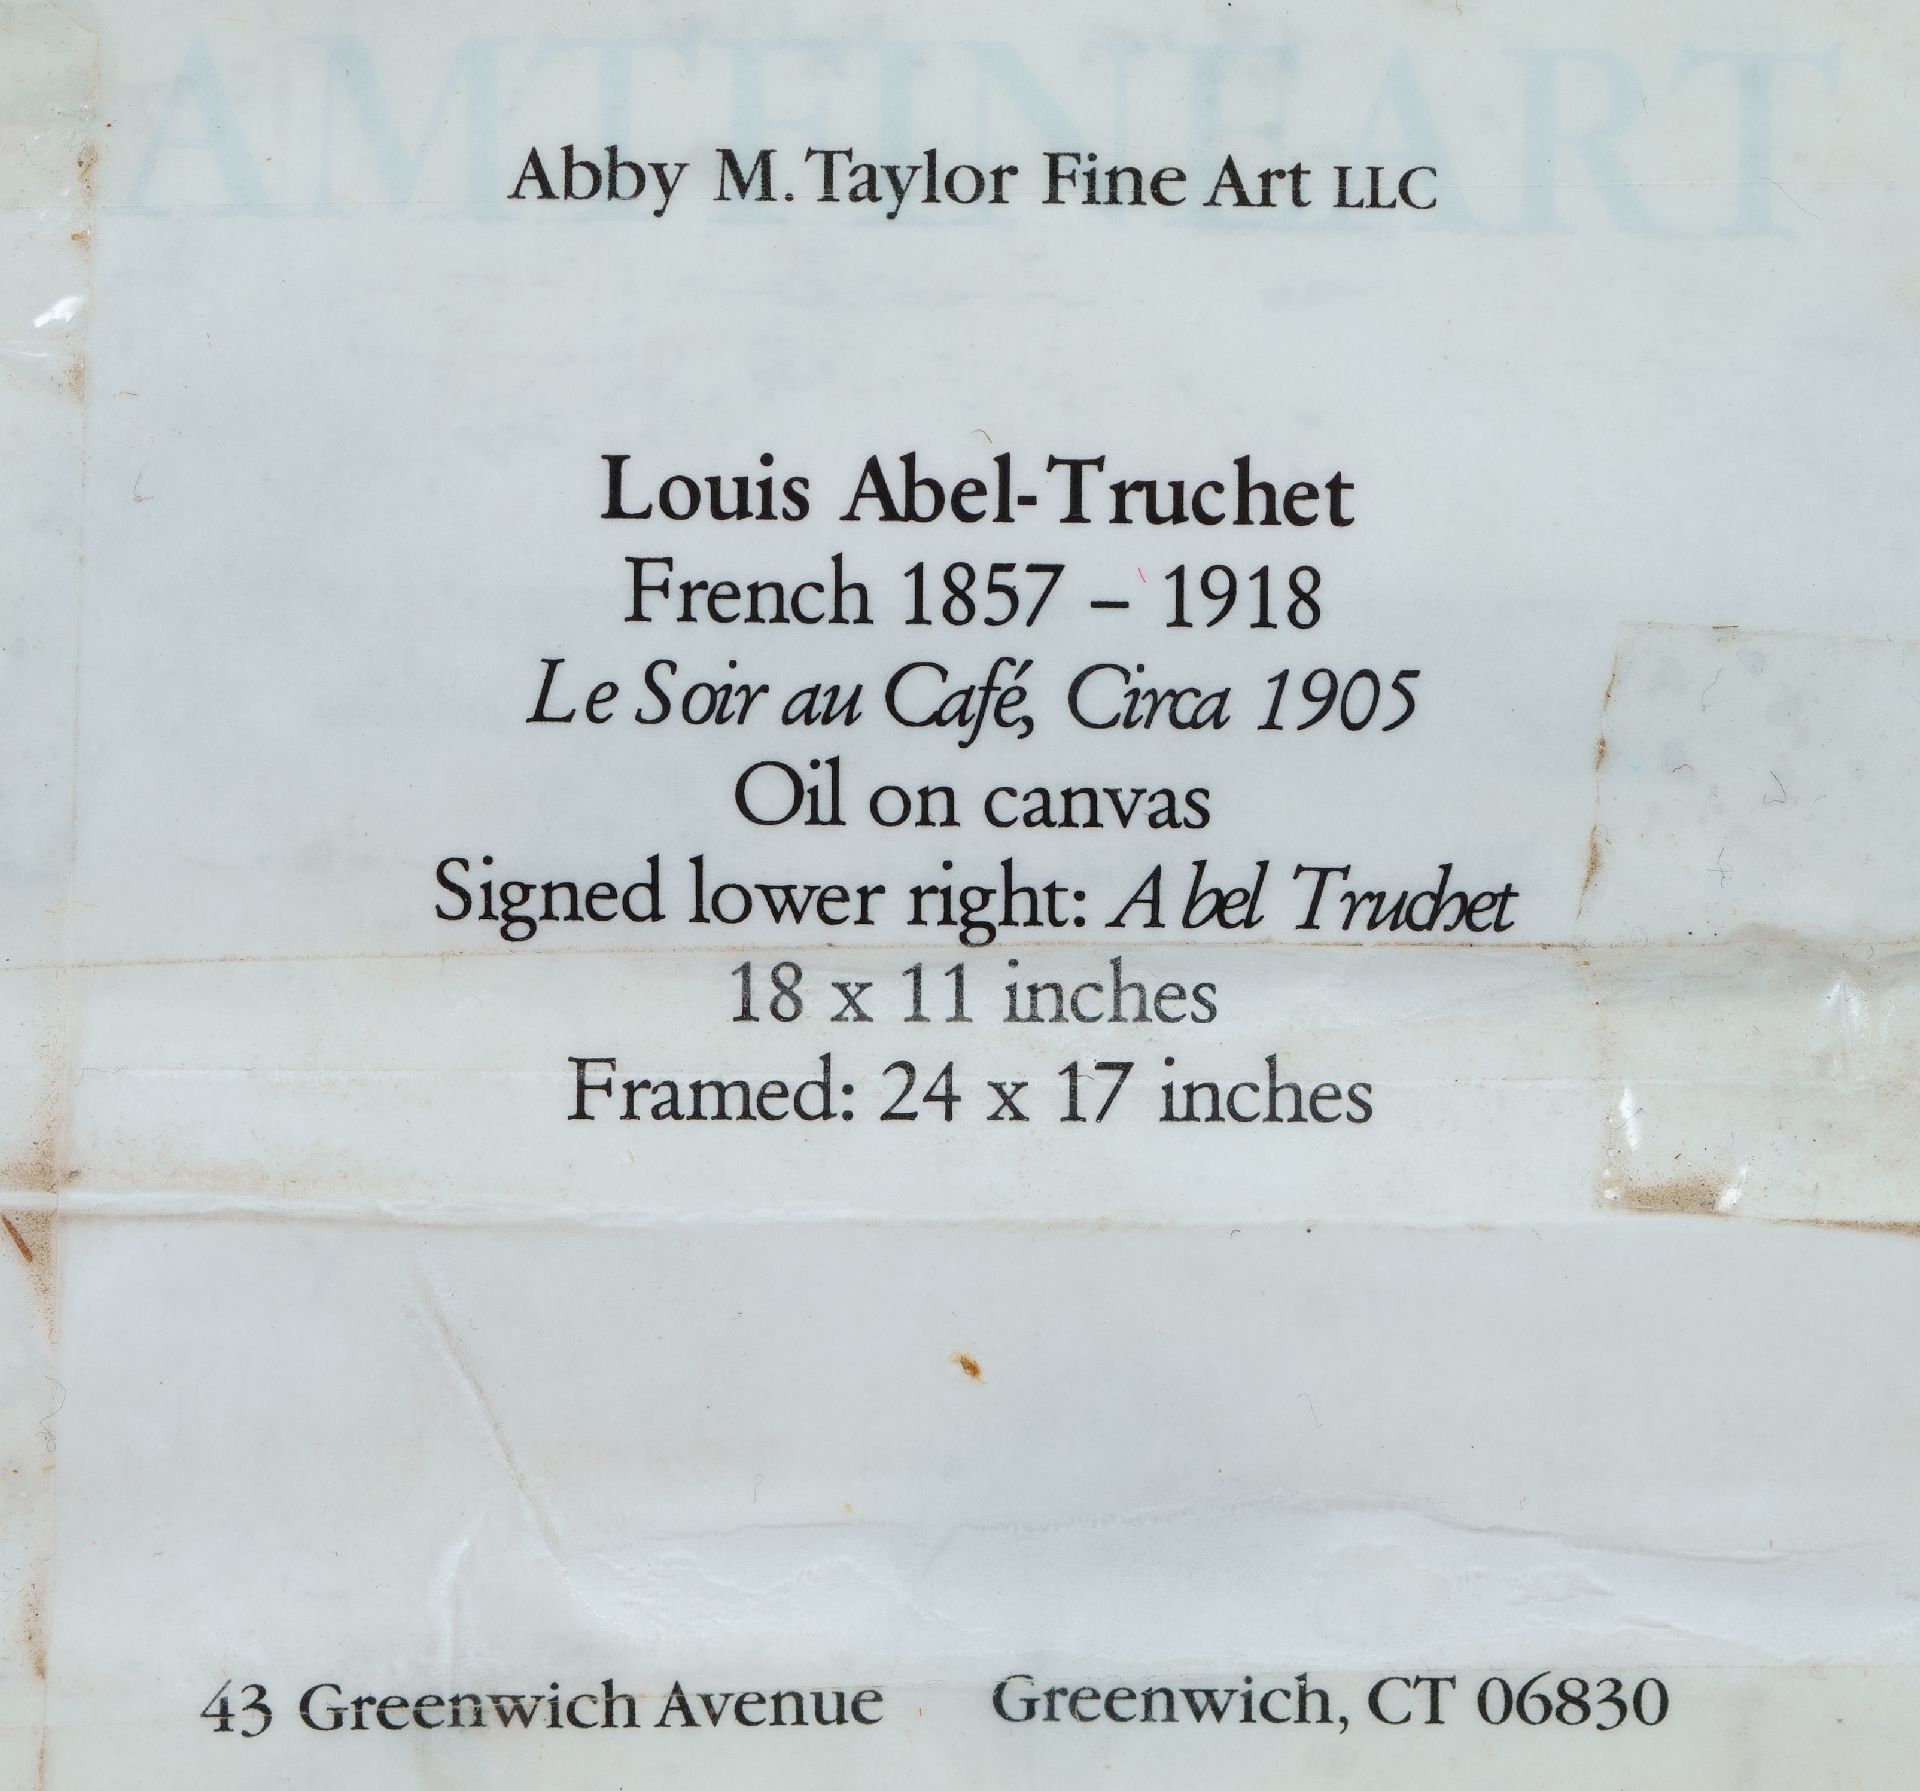 AMTFINEART
Abby M. Taylor Fine Art LLC
Louis Abel-Truchet
French 1857 – 1918
Le Soir au Café, Circa 1905
Oil on canvas
Signed lower right: Abel Truchet
18 x 11 inches
Framed: 24 x 17 inches
43 Greenwich Avenue Greenwich, CT 06830